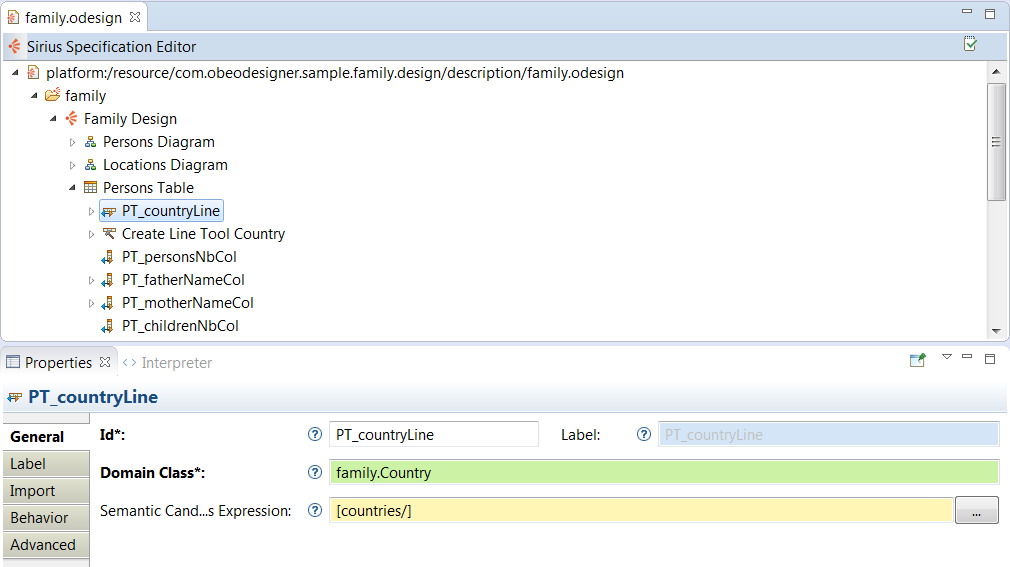 family.odesign
Sirius Specification Editor
platform:/resource/com.obeodesigner.sample.family.design/description/family.odesign
family
Family Design
Persons Diagram
Locations Diagram
Persons Table
PT_countryLine
Create Line Tool Country
PT_personsNbCol
PT_fatherNameCol
PT_motherNameCol
PT_childrenNbCol
Properties Interpreter
PT_countryLine
General
Id*: PT_countryLine Label: PT_countryLine
Label
Domain Class*: family.Country
Import
Semantic Cand...s Expression: [countries/] ...
Behavior
Advanced